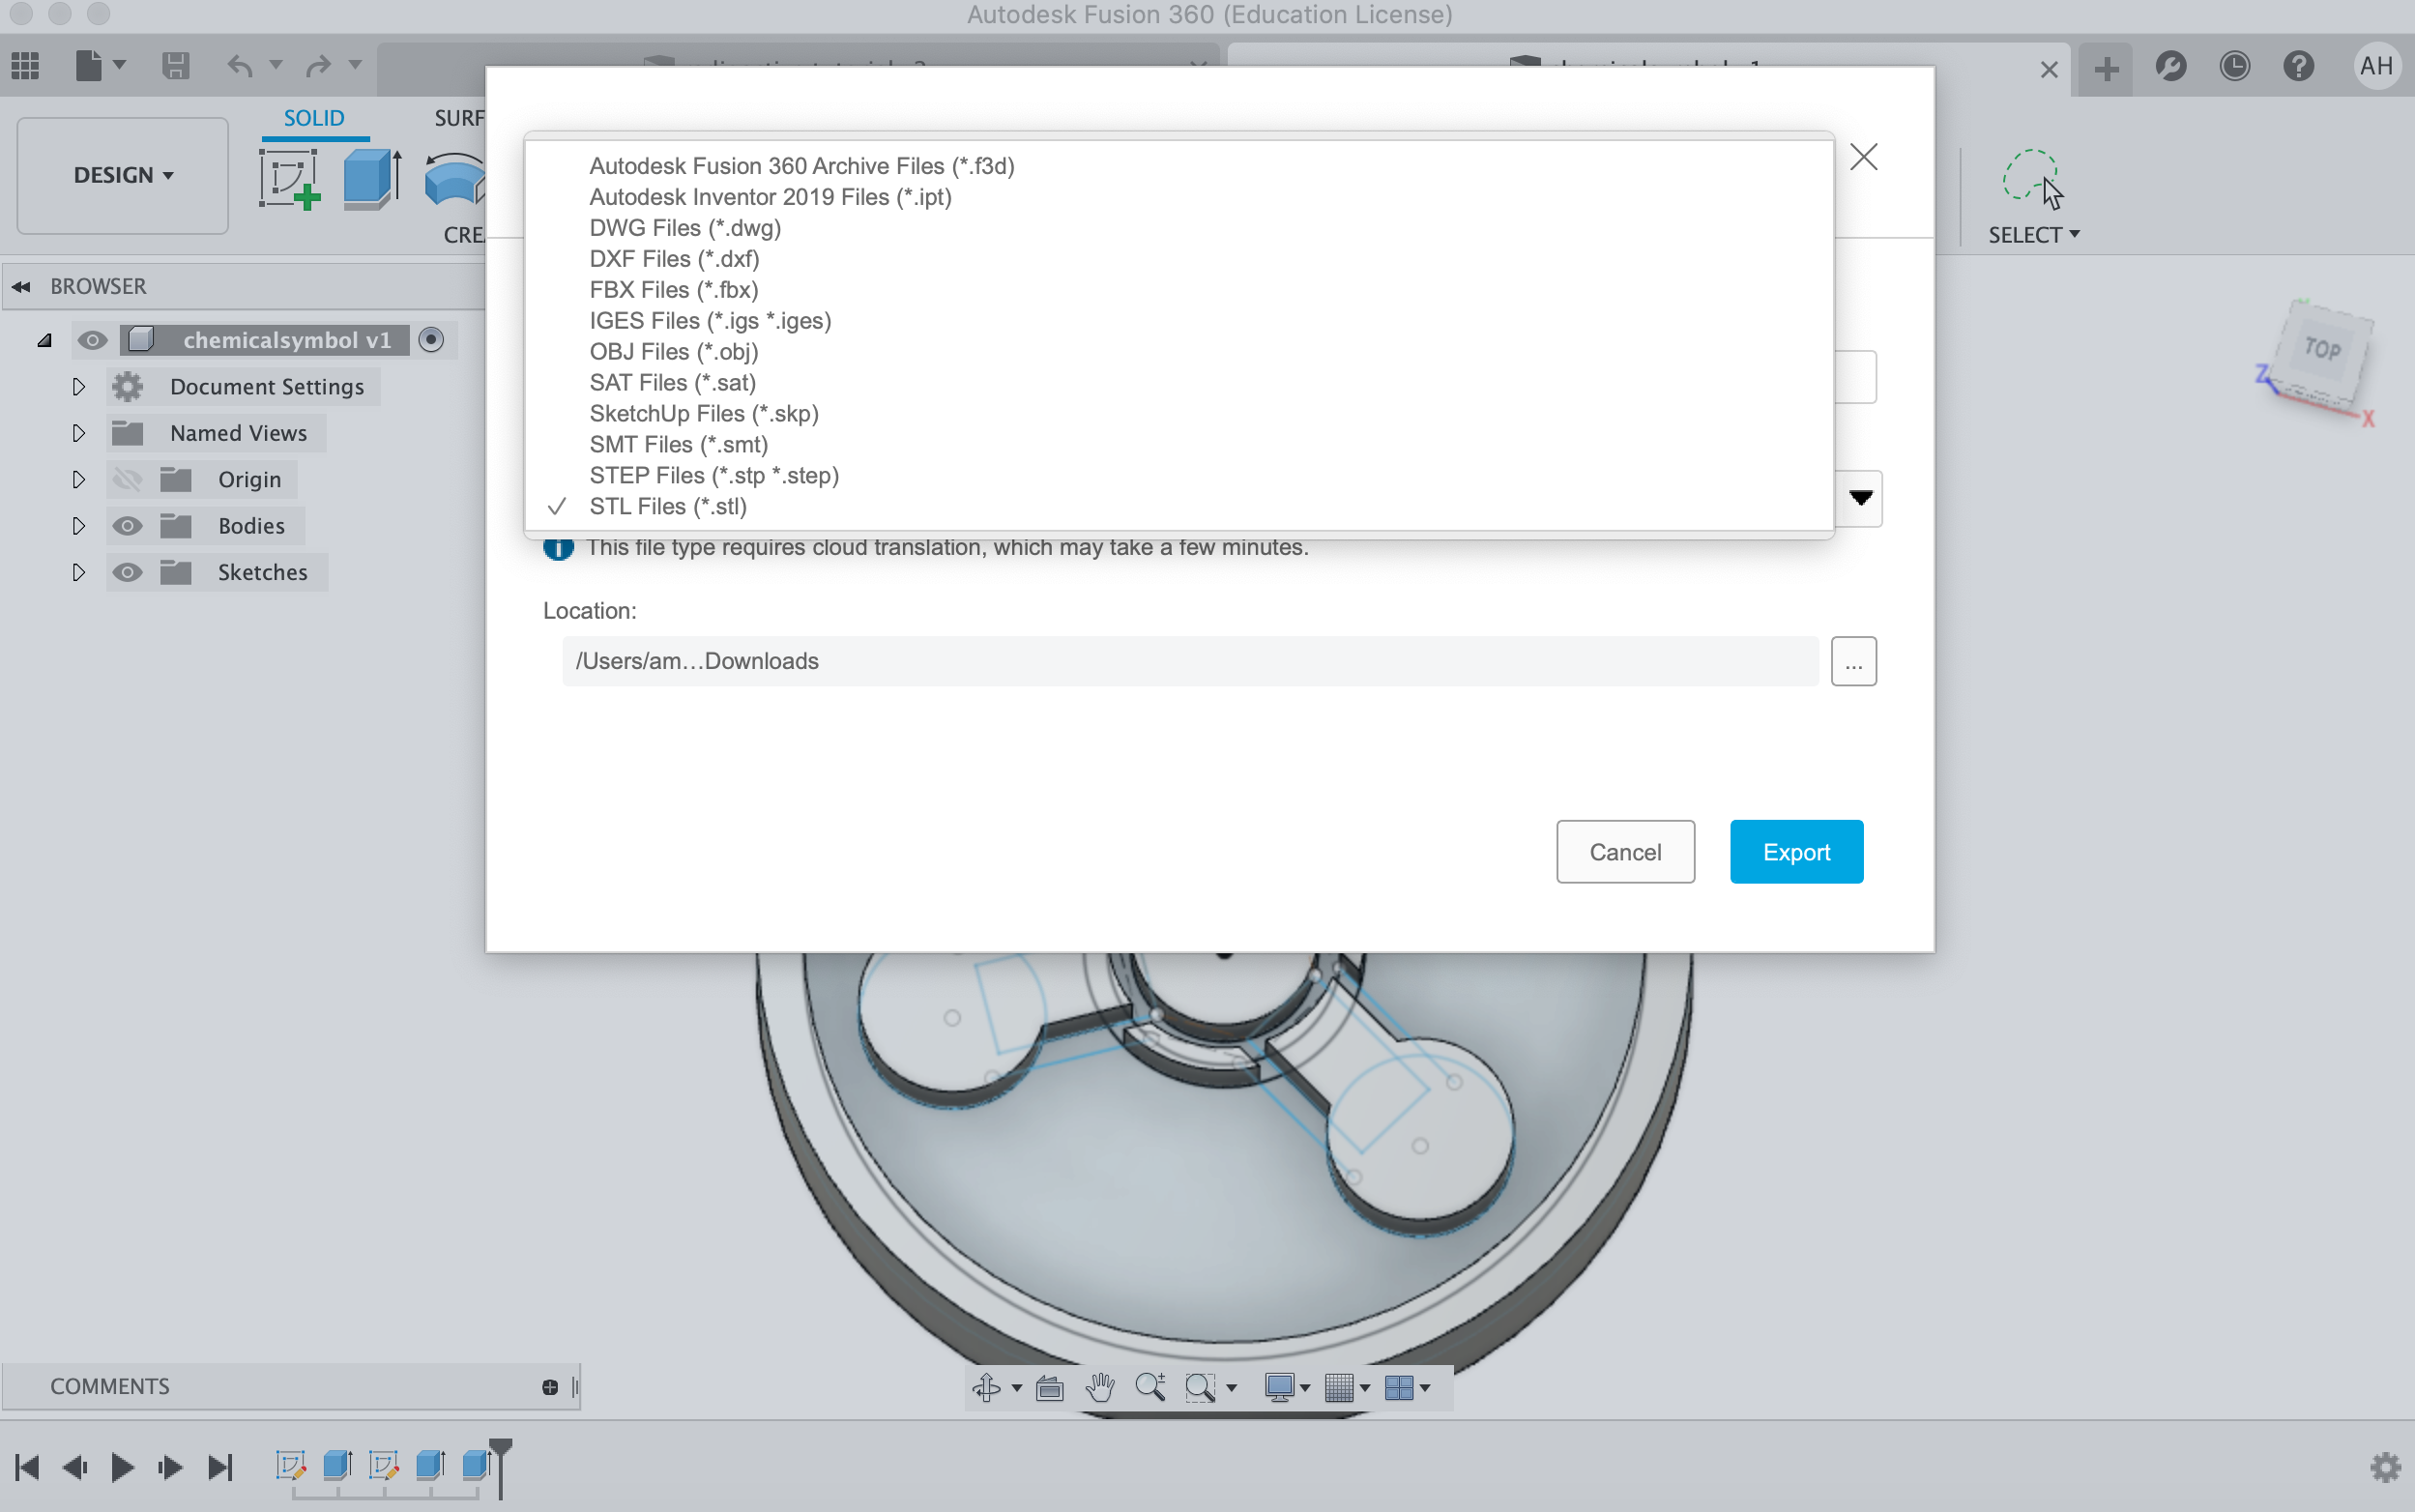 Autodesk Fusion 360 (Education License)
AH
DESIGN
SOLID
SURF
CRE
SELECT
BROWSER
chemicalsymbol v1
Document Settings
Named Views
Origin
Bodies
Sketches
Autodesk Fusion 360 Archive Files (*.f3d)
Autodesk Inventor 2019 Files (*.ipt)
DWG Files (*.dwg)
DXF Files (*.dxf)
FBX Files (*.fbx)
IGES Files (*.igs *.iges)
OBJ Files (*.obj)
SAT Files (*.sat)
SketchUp Files (*.skp)
SMT Files (*.smt)
STEP Files (*.stp *.step)
STL Files (*.stl)
This file type requires cloud translation, which may take a few minutes.
Location:
/Users/am...Downloads
...
Cancel
Export
TOP
Z
X
COMMENTS